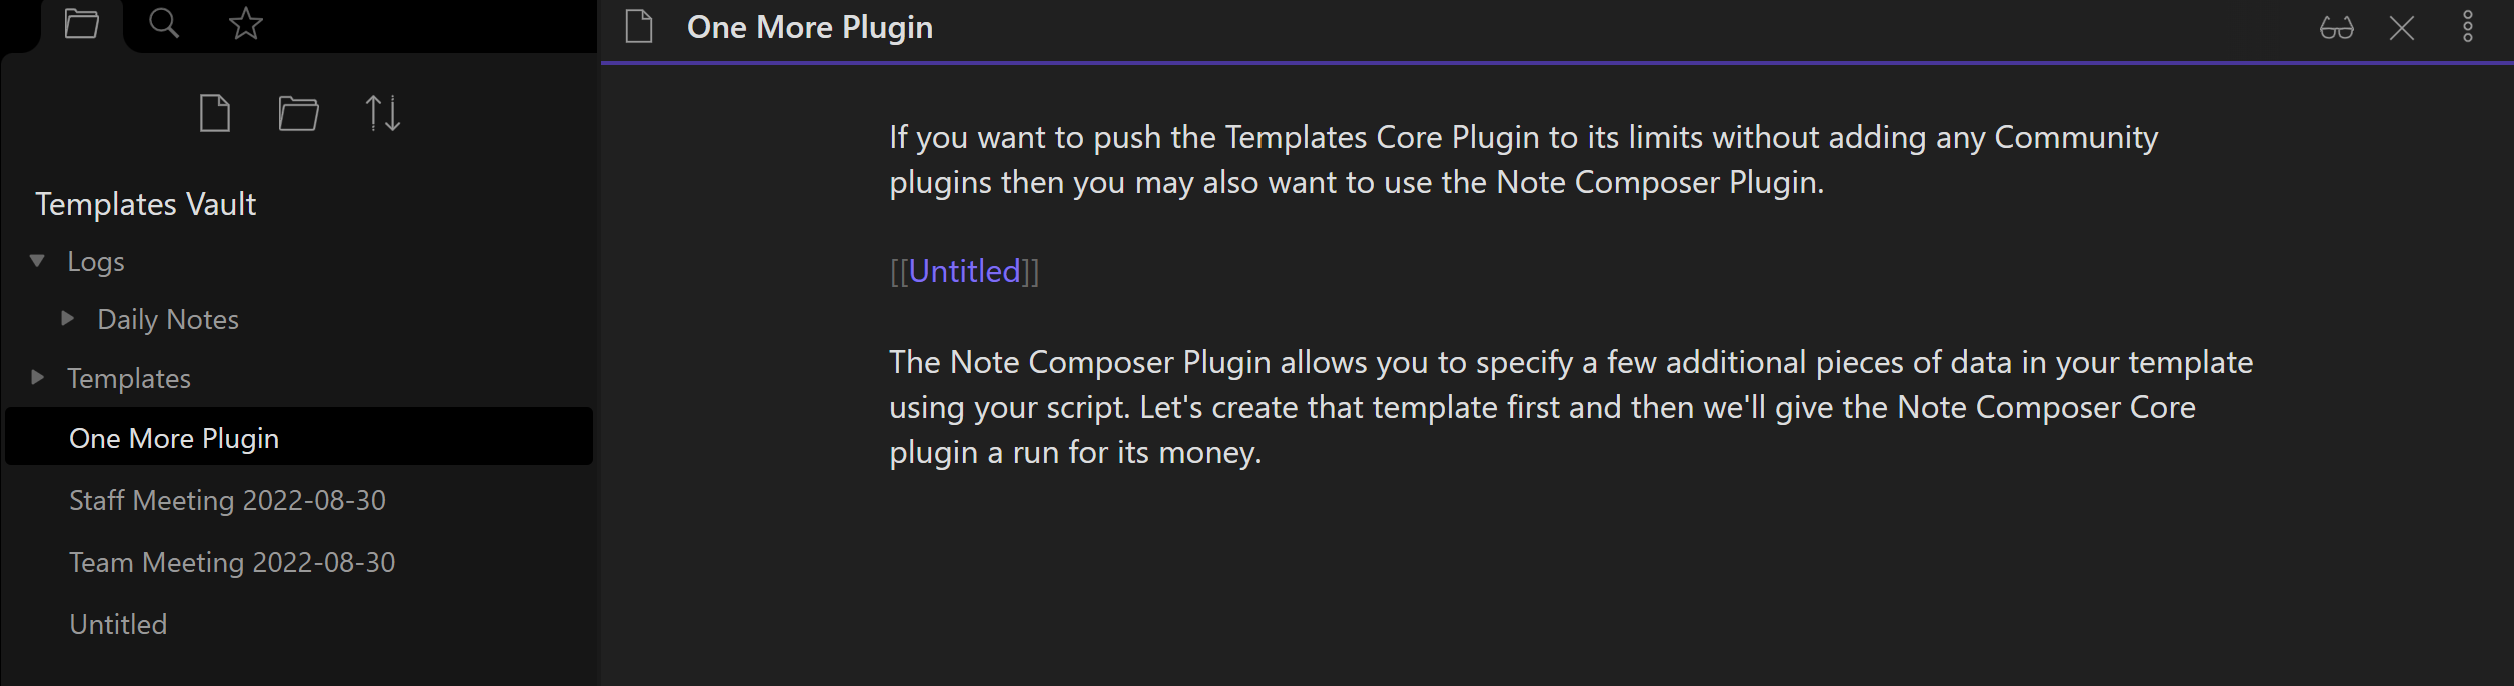 One More Plugin
Templates Vault
Logs
Daily Notes
Templates
One More Plugin
Staff Meeting 2022-08-30
Team Meeting 2022-08-30
Untitled
If you want to push the Templates Core Plugin to its limits without adding any Community
plugins then you may also want to use the Note Composer Plugin.
[[Untitled]]
The Note Composer Plugin allows you to specify a few additional pieces of data in your template
using your script. Let's create that template first and then we'll give the Note Composer Core
plugin a run for its money.